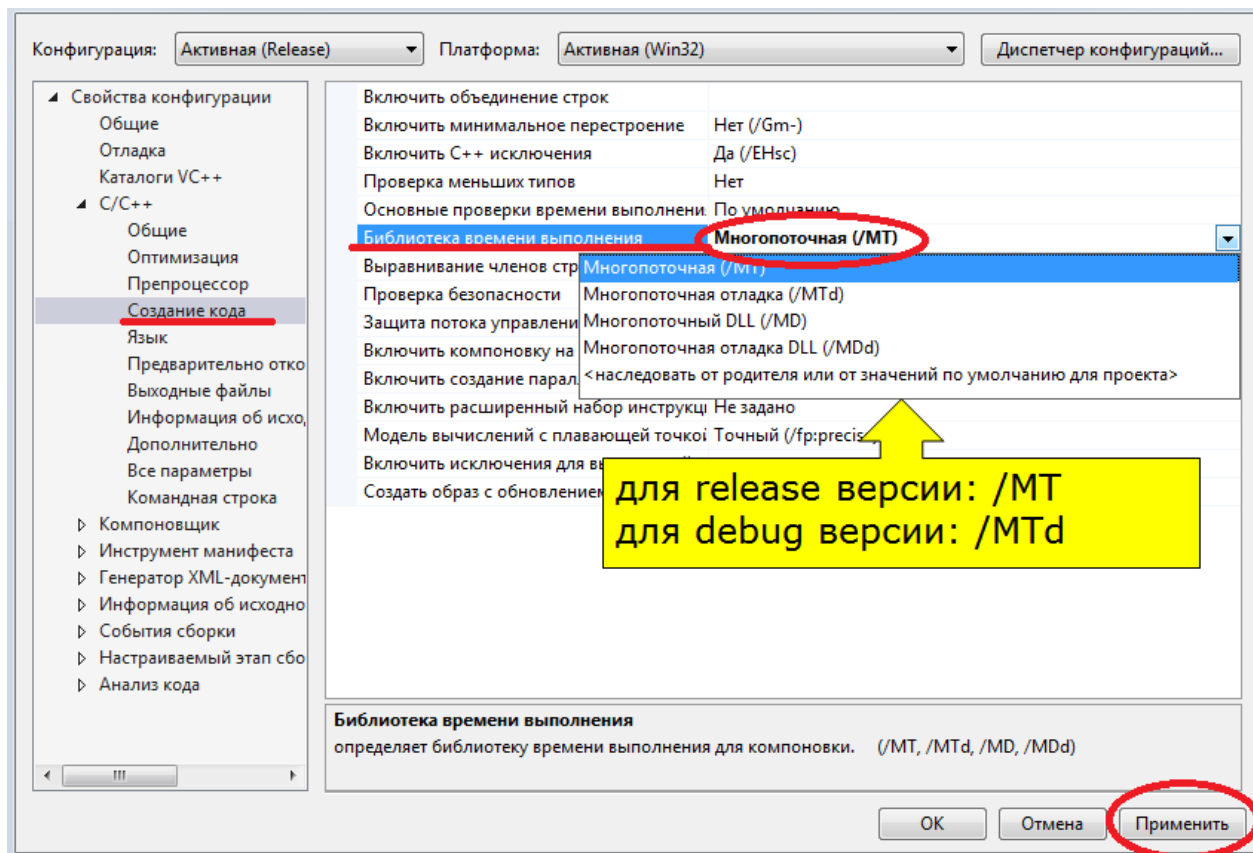 Конфигурация: Активная (Release) Платформа: Активная (Win32) Диспетчер конфигураций...
Свойства конфигурации
Общие
Отладка
Каталоги VC++
C/C++
Общие
Оптимизация
Препроцессор
Создание кода
Язык
Предварительно отко
Выходные файлы
Информация об исхо
Дополнительно
Все параметры
Командная строка
Компоновщик
Инструмент манифеста
Генератор XML-документ
Информация об исходно
События сборки
Настраиваемый этап сбо
Анализ кода
Включить объединение строк
Включить минимальное перестроение Нет (/Gm-)
Включить C++ исключения Да (/EHsc)
Проверка меньших типов Нет
Основные проверки времени выполнени По умолчанию
Библиотека времени выполнения Многопоточная (/MT)
Выравнивание членов стр
Проверка безопасности
Защита потока управлени
Включить компоновку на
Включить создание парал
Включить расширенный набор инструкц Не задано
Модель вычислений с плавающей точко Точный (/fp:precis
Включить исключения для вы
Создать образ с обновлением
Многопоточная (/MT)
Многопоточная отладка (/MTd)
Многопоточный DLL (/MD)
Многопоточная отладка DLL (/MDd)
<наследовать от родителя или от значений по умолчанию для проекта>
для release версии: /MT
для debug версии: /MTd
Библиотека времени выполнения
определяет библиотеку времени выполнения для компоновки. (/MT, /MTd, /MD, /MDd)
ОК Отмена Применить